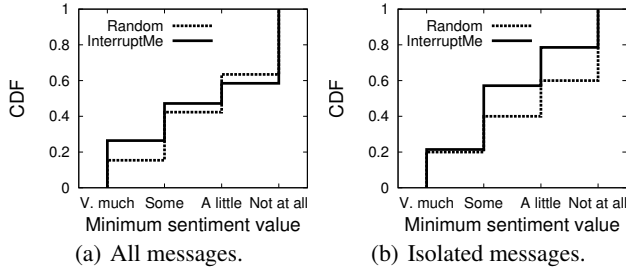 1
0.8
0.6
0.4
0.2
0
CDF
Random
InterruptMe
V. much Some A little Not at all
Minimum sentiment value
(a) All messages.
1
0.8
0.6
0.4
0.2
0
CDF
Random
InterruptMe
V. much Some A little Not at all
Minimum sentiment value
(b) Isolated messages.